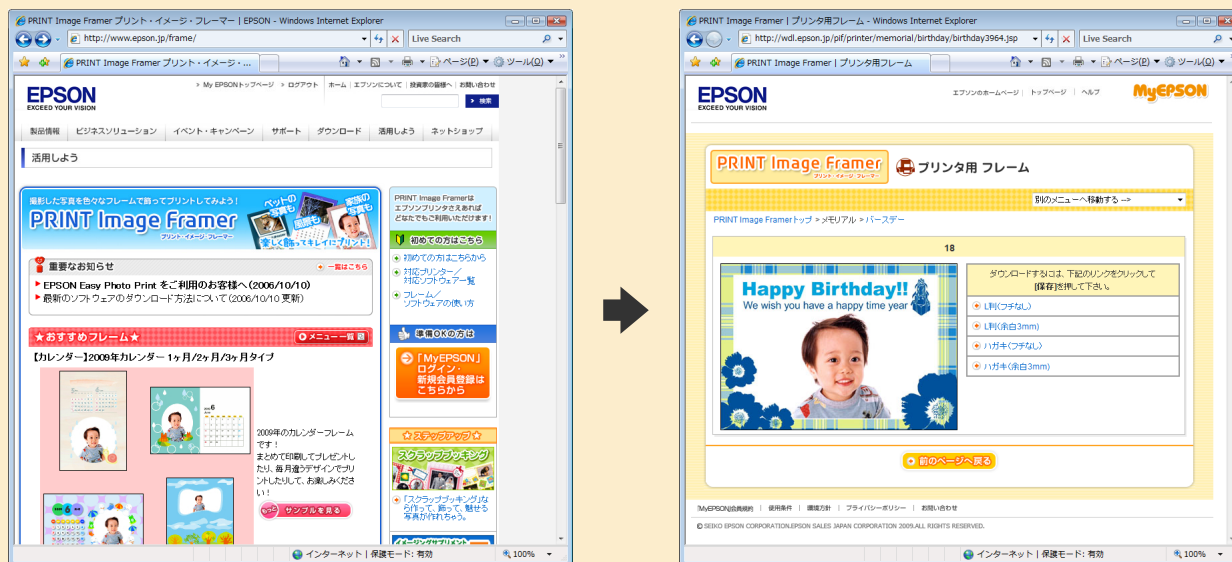 PRINT Image Framer プリント・イメージ・フレーマー | EPSON - Windows Internet Explorer
http://www.epson.jp/frame/
Live Search
PRINT Image Framer プリント・イメージ・...
ページ(P)
ツール(O)
EPSON
EXCEED YOUR VISION
> My EPSONトップページ > ログアウト ホーム | エプソンについて | 投資家の皆様へ | お問い合わせ
> 検索
製品情報 ビジネスソリューション イベント・キャンペーン サポート ダウンロード 活用しよう ネットショップ
活用しよう
撮影した写真を色々なフレームで飾ってプリントしてみよう!
PRINT Image Framer
プリント・イメージ・フレーマー
ペットの写真も
風景も
家族の写真も
楽しく飾ってキレイにプリント!
重要なお知らせ
一覧はこちら
EPSON Easy Photo Print をご利用のお客様へ(2006/10/10)
最新のソフトウェアのダウンロード方法について(2006/10/10 更新)
★おすすめフレーム★
メニュー一覧
【カレンダー】2009年カレンダー 1ヶ月/2ヶ月/3ヶ月タイプ
6
2009年のカレンダーフレーム
です!
まとめて印刷してプレゼントし
たり、毎月違うデザインでプリ
ントしたりして、お楽しみくださ
い!
もっと サンプルを見る
PRINT Image Framerは
エプソンプリンタさえあれば
どなたでもご利用いただけます!
初めての方はこちら
初めての方はこちらから
対応プリンター/
対応ソフトウェア一覧
フレーム/
ソフトウェアの使い方
準備OKの方は
「MyEPSON」
ログイン・
新規会員登録は
こちらから
☆ステップアップ☆
スクラップブッキング
「スクラップブッキング」な
ら作って、飾って、魅せる
写真が作れちゃう。
イメージングサプリメント
インターネット | 保護モード: 有効
100%
PRINT Image Framer | プリンタ用フレーム - Windows Internet Explorer
http://wdl.epson.jp/pif/printer/memorial/birthday/birthday3964.jsp
Live Search
PRINT Image Framer | プリンタ用フレーム
ページ(P)
ツール(O)
EPSON
EXCEED YOUR VISION
エプソンのホームページ | トップページ | ヘルプ
MyEPSON
PRINT Image Framer
プリント・イメージ・フレーマー
プリンタ用 フレーム
別のメニューへ移動する -->
PRINT Image Framerトップ > メモリアル > バースデー
18
Happy Birthday!!
We wish you have a happy time year
ダウンロードするには、下記のリンクをクリックして
[保存]を押して下さい。
L判(フチなし)
L判(余白3mm)
ハガキ(フチなし)
ハガキ(余白3mm)
前のページへ戻る
MyEPSON会員規約 | 使用条件 | 環境方針 | プライバシーポリシー | お問い合わせ
© SEIKO EPSON CORPORATION.EPSON SALES JAPAN CORPORATION 2009.ALL RIGHTS RESERVED.
インターネット | 保護モード: 有効
100%